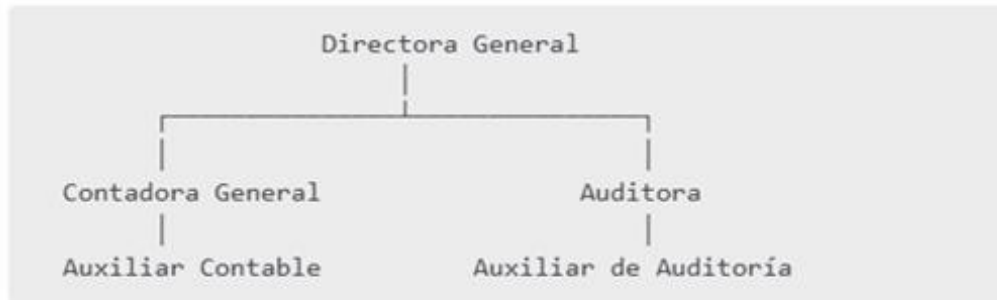 Directora General
Contadora General Auditora
Auxiliar Contable Auxiliar de Auditoría